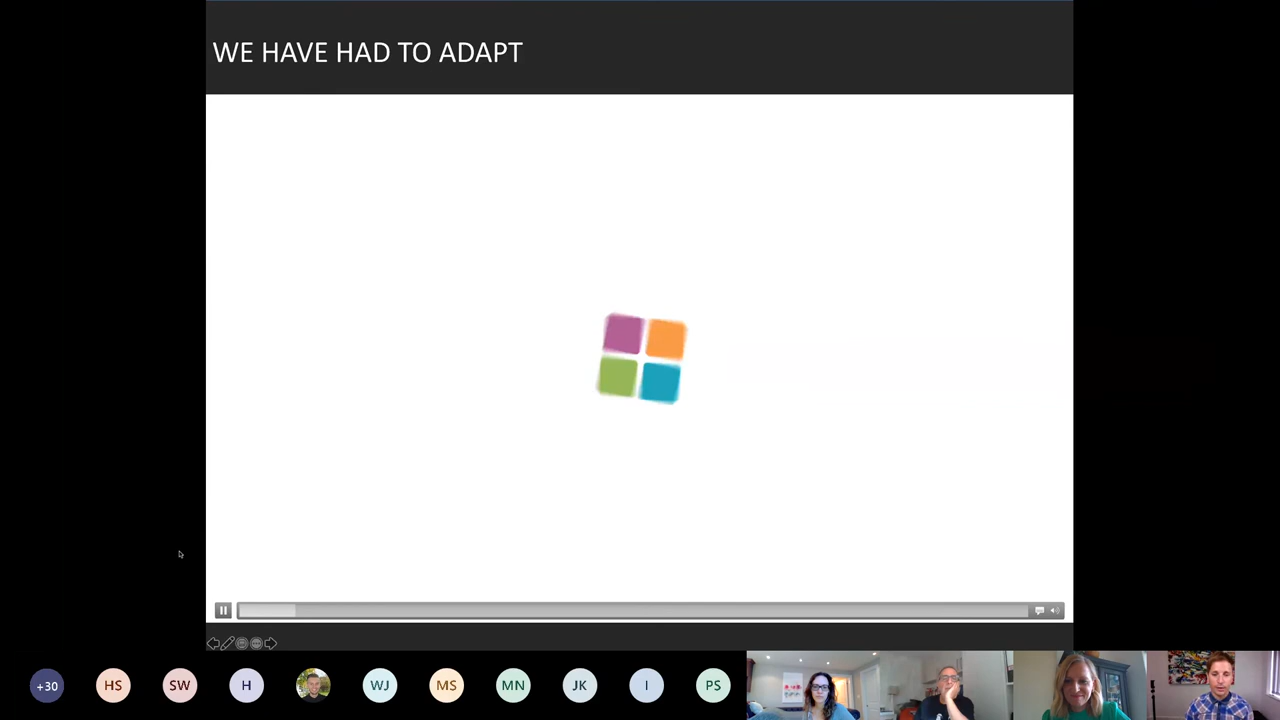 WE HAVE HAD TO ADAPT
+30
HS
SW
H
WJ
MS
MN
JK
I
PS